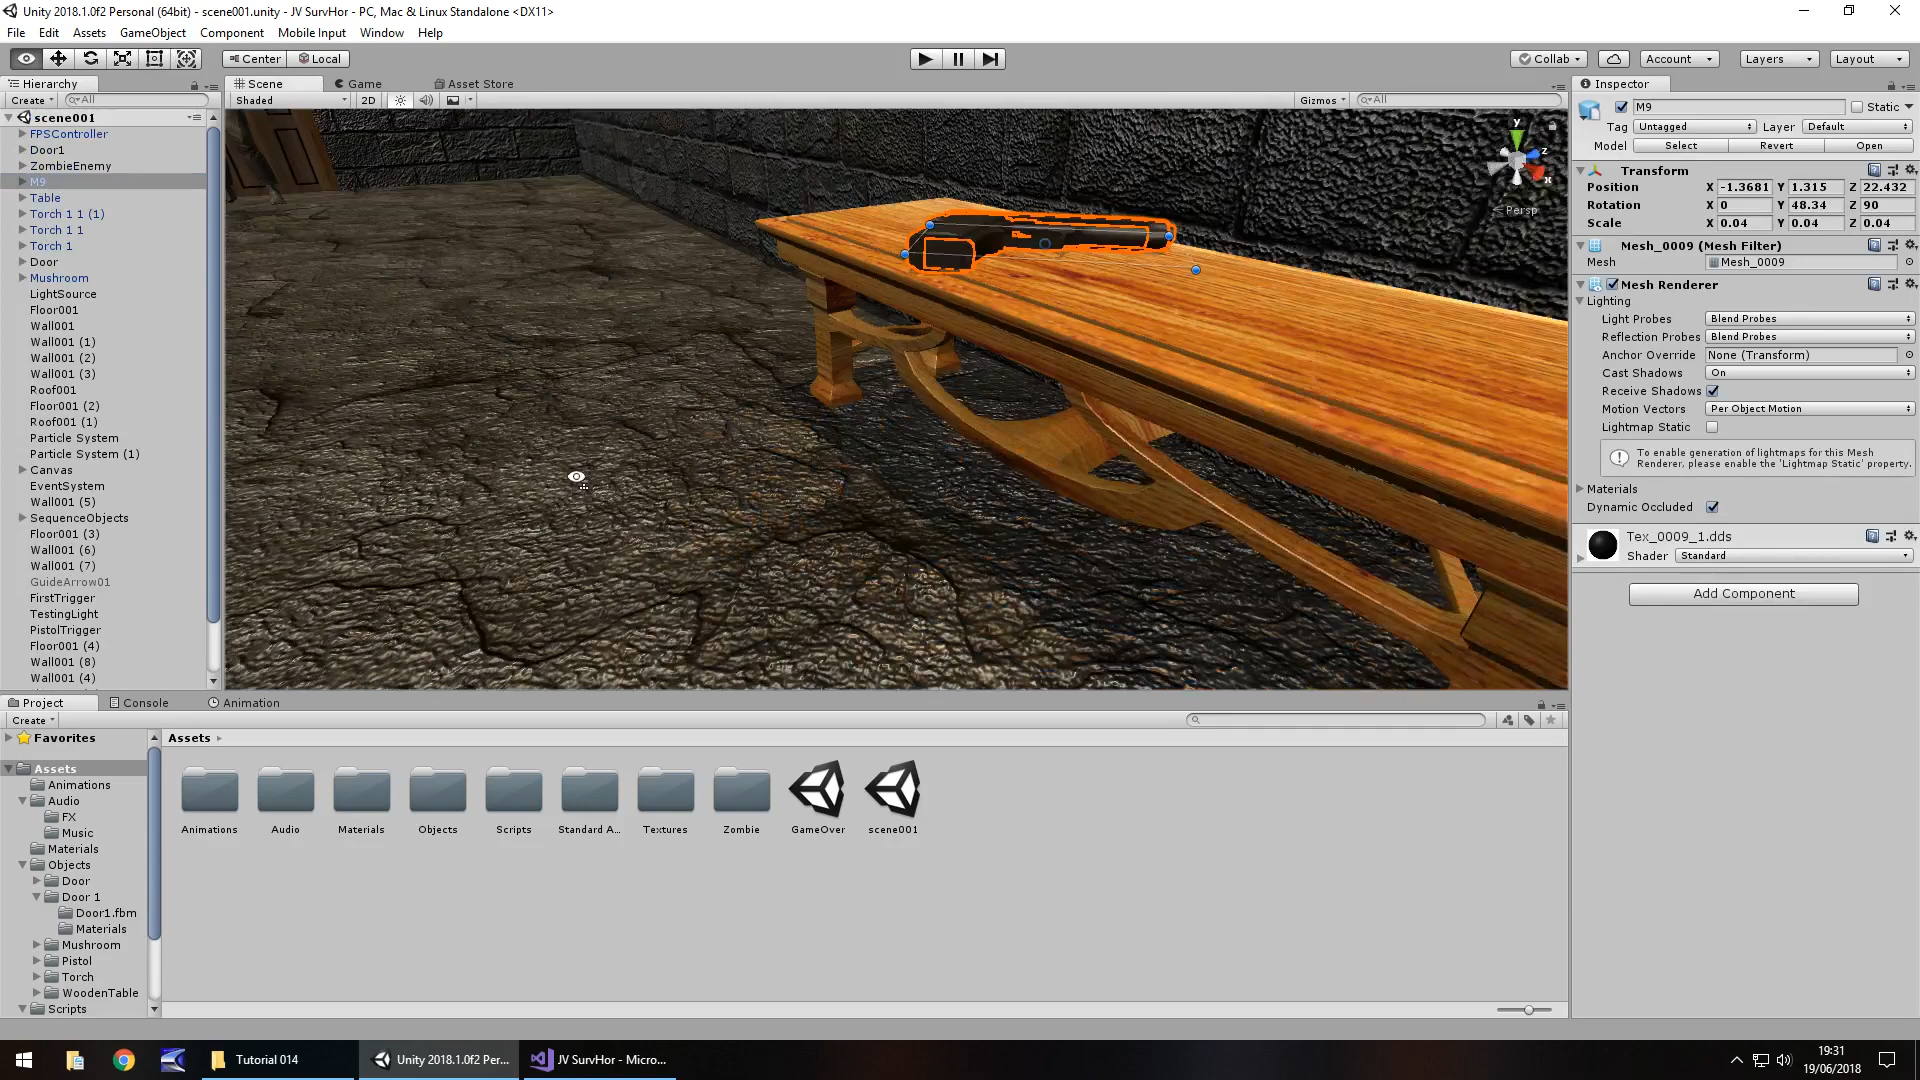 Unity 2018.1.0f2 Personal (64bit) - scene001.unity - JV SurvHor - PC, Mac & Linux Standalone <DX11>
File Edit Assets GameObject Component Mobile Input Window Help
Center Local Collab Account Layers Layout
Hierarchy
Create All
scene001
FPSController
Door1
ZombieEnemy
M9
Table
Torch 1 1 (1)
Torch 1 1
Torch 1
Door
Mushroom
LightSource
Floor001
Wall001
Wall001 (1)
Wall001 (2)
Wall001 (3)
Roof001
Floor001 (2)
Roof001 (1)
Particle System
Particle System (1)
Canvas
EventSystem
Wall001 (5)
SequenceObjects
Floor001 (3)
Wall001 (6)
Wall001 (7)
GuideArrow01
FirstTrigger
TestingLight
PistolTrigger
Floor001 (4)
Wall001 (8)
Wall001 (4)
Scene Game Asset Store
Shaded 2D Gizmos All
y
z
x
Persp
Inspector
M9 Static
Tag Untagged Layer Default
Model Select Revert Open
Transform
Position X -1.3681 Y 1.315 Z 22.432
Rotation X 0 Y 48.34 Z 90
Scale X 0.04 Y 0.04 Z 0.04
Mesh_0009 (Mesh Filter)
Mesh Mesh_0009
Mesh Renderer
Lighting
Light Probes Blend Probes
Reflection Probes Blend Probes
Anchor Override None (Transform)
Cast Shadows On
Receive Shadows
Motion Vectors Per Object Motion
Lightmap Static
To enable generation of lightmaps for this Mesh
Renderer, please enable the 'Lightmap Static' property.
Materials
Dynamic Occluded
Tex_0009_1.dds
Shader Standard
Add Component
Project Console Animation
Create
Favorites
Assets
Animations
Audio
FX
Music
Materials
Objects
Door
Door 1
Door1.fbm
Materials
Mushroom
Pistol
Torch
WoodenTable
Scripts
Assets
Animations Audio Materials Objects Scripts Standard A... Textures Zombie GameOver scene001
Tutorial 014 Unity 2018.1.0f2 Per... JV SurvHor - Micro...
19:31
19/06/2018